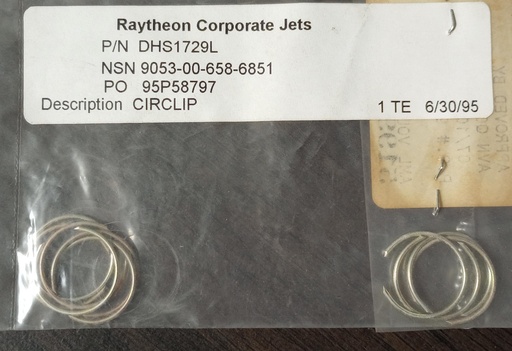 Raytheon Corporate Jets
P/N DHS1729L
NSN 9053-00-658-6851
PO 95P58797
Description CIRCLIP 1 TE 6/30/95